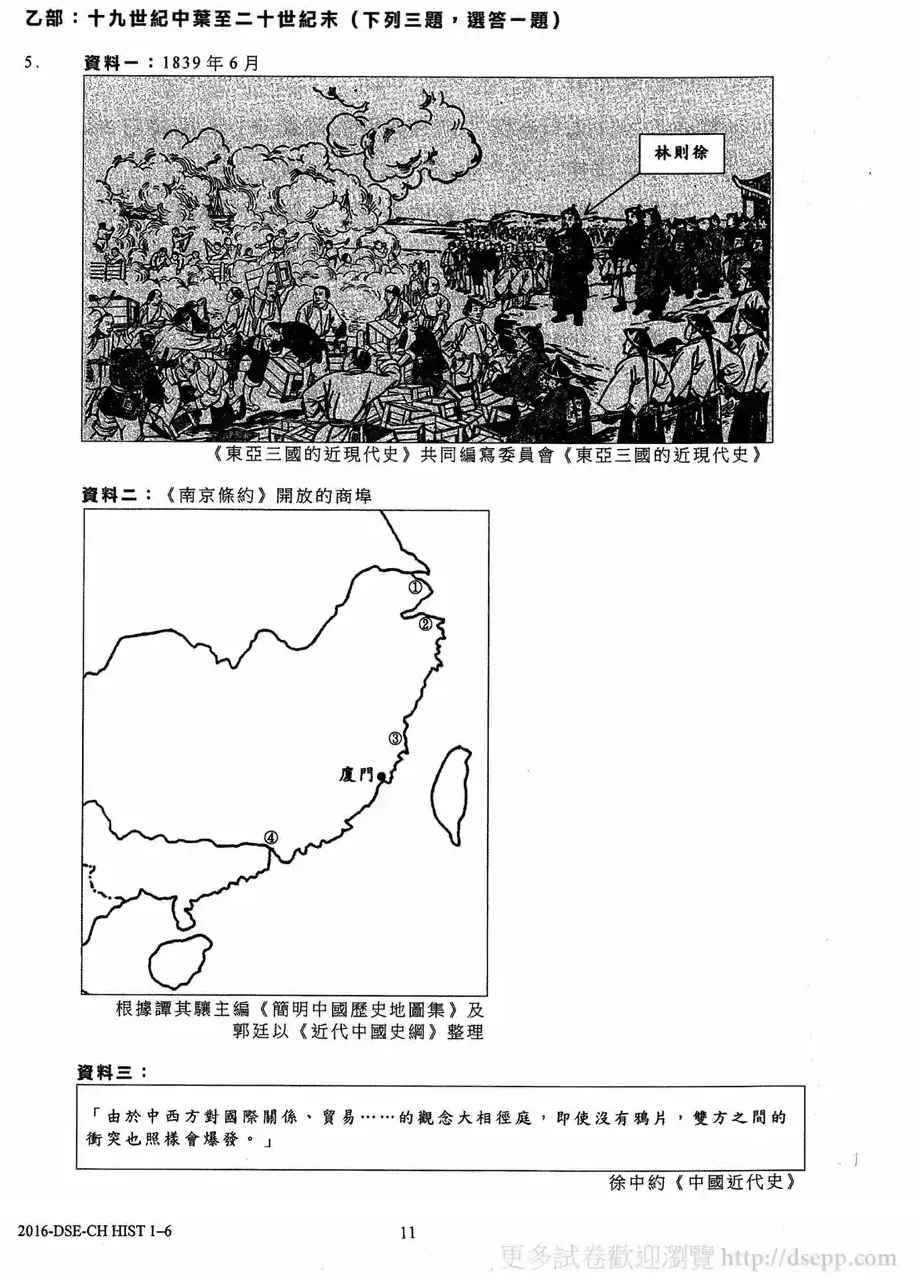 乙部：十九世紀中葉至二十世紀末（下列三題，選答一題）
5. 資料一：1839年6月
林則徐
《東亞三國的近現代史》共同編寫委員會《東亞三國的近現代史》
資料二：《南京條約》開放的商埠
①
②
③
廈門
④
根據譚其驤主編《簡明中國歷史地圖集》及
郭廷以《近代中國史綱》整理
資料三：
「由於中西方對國際關係、貿易……的觀念大相徑庭，即使沒有鴉片，雙方之間的
衝突也照樣會爆發。」
徐中約《中國近代史》
2016-DSE-CH HIST 1–6
11
更多試卷歡迎瀏覽 http://dsepp.com